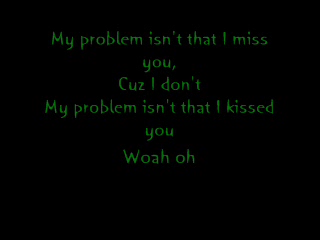 My problem isn't that I miss
you,
Cuz I don't
My problem isn't that I kissed
you
Woah oh